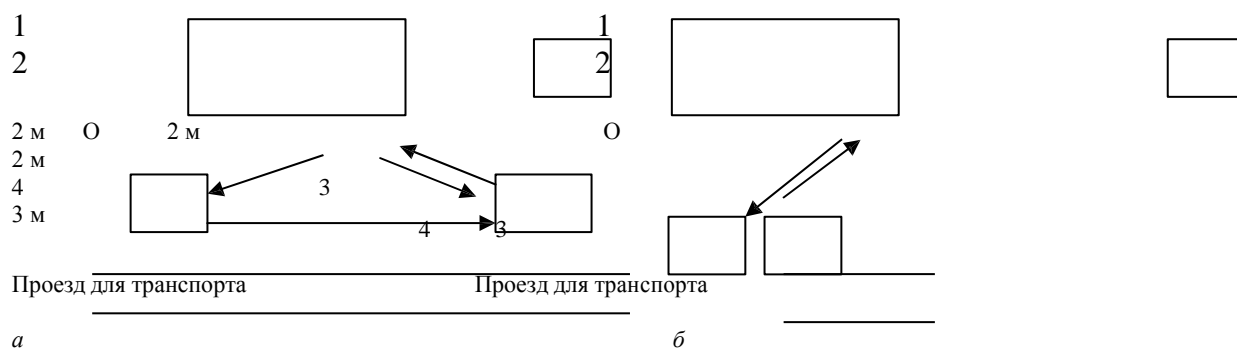 1 1
2 2
2 м О 2 м О
2 м
4 3
3 м 4 3
Проезд для транспорта Проезд для транспорта
а б